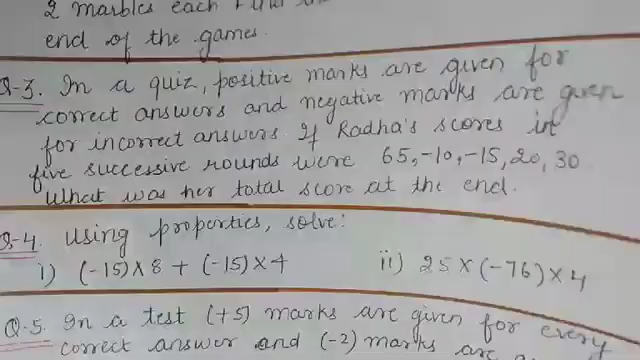 2 marbles each
end of the games.
Q-3. In a quiz, positive marks are given for
correct answers and negative marks are given
for incorrect answers. If Radha's scores in
five successive rounds were 65, -10, -15, 20, 30
What was her total score at the end.
Q-4. Using properties, solve:
i) (-15) × 8 + (-15) × 4 ii) 25 × (-76) × 4
Q.5. In a test (+5) marks are given for every
correct answer and (-2) marks are